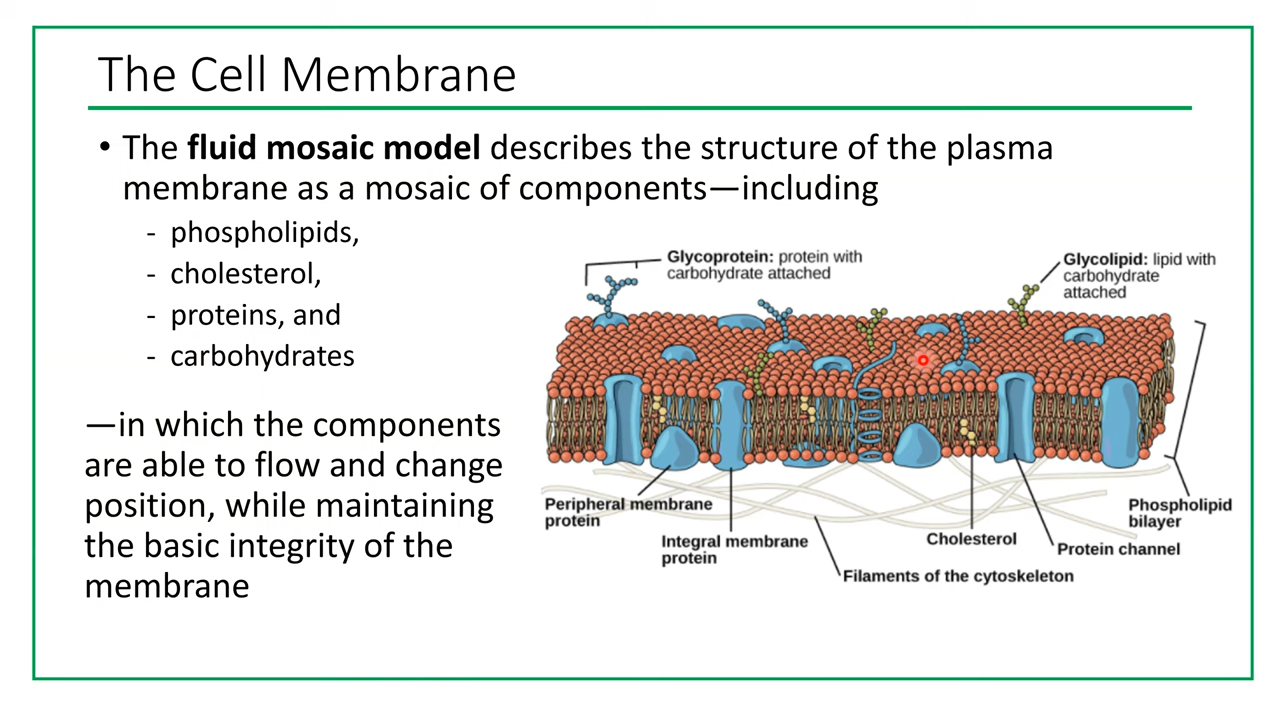 The Cell Membrane
• The fluid mosaic model describes the structure of the plasma
membrane as a mosaic of components—including
- phospholipids,
- cholesterol,
- proteins, and
- carbohydrates
—in which the components
are able to flow and change
position, while maintaining
the basic integrity of the
membrane
Glycoprotein: protein with
carbohydrate attached
Glycolipid: lipid with
carbohydrate
attached
Peripheral membrane
protein
Integral membrane
protein
Filaments of the cytoskeleton
Cholesterol
Protein channel
Phospholipid
bilayer